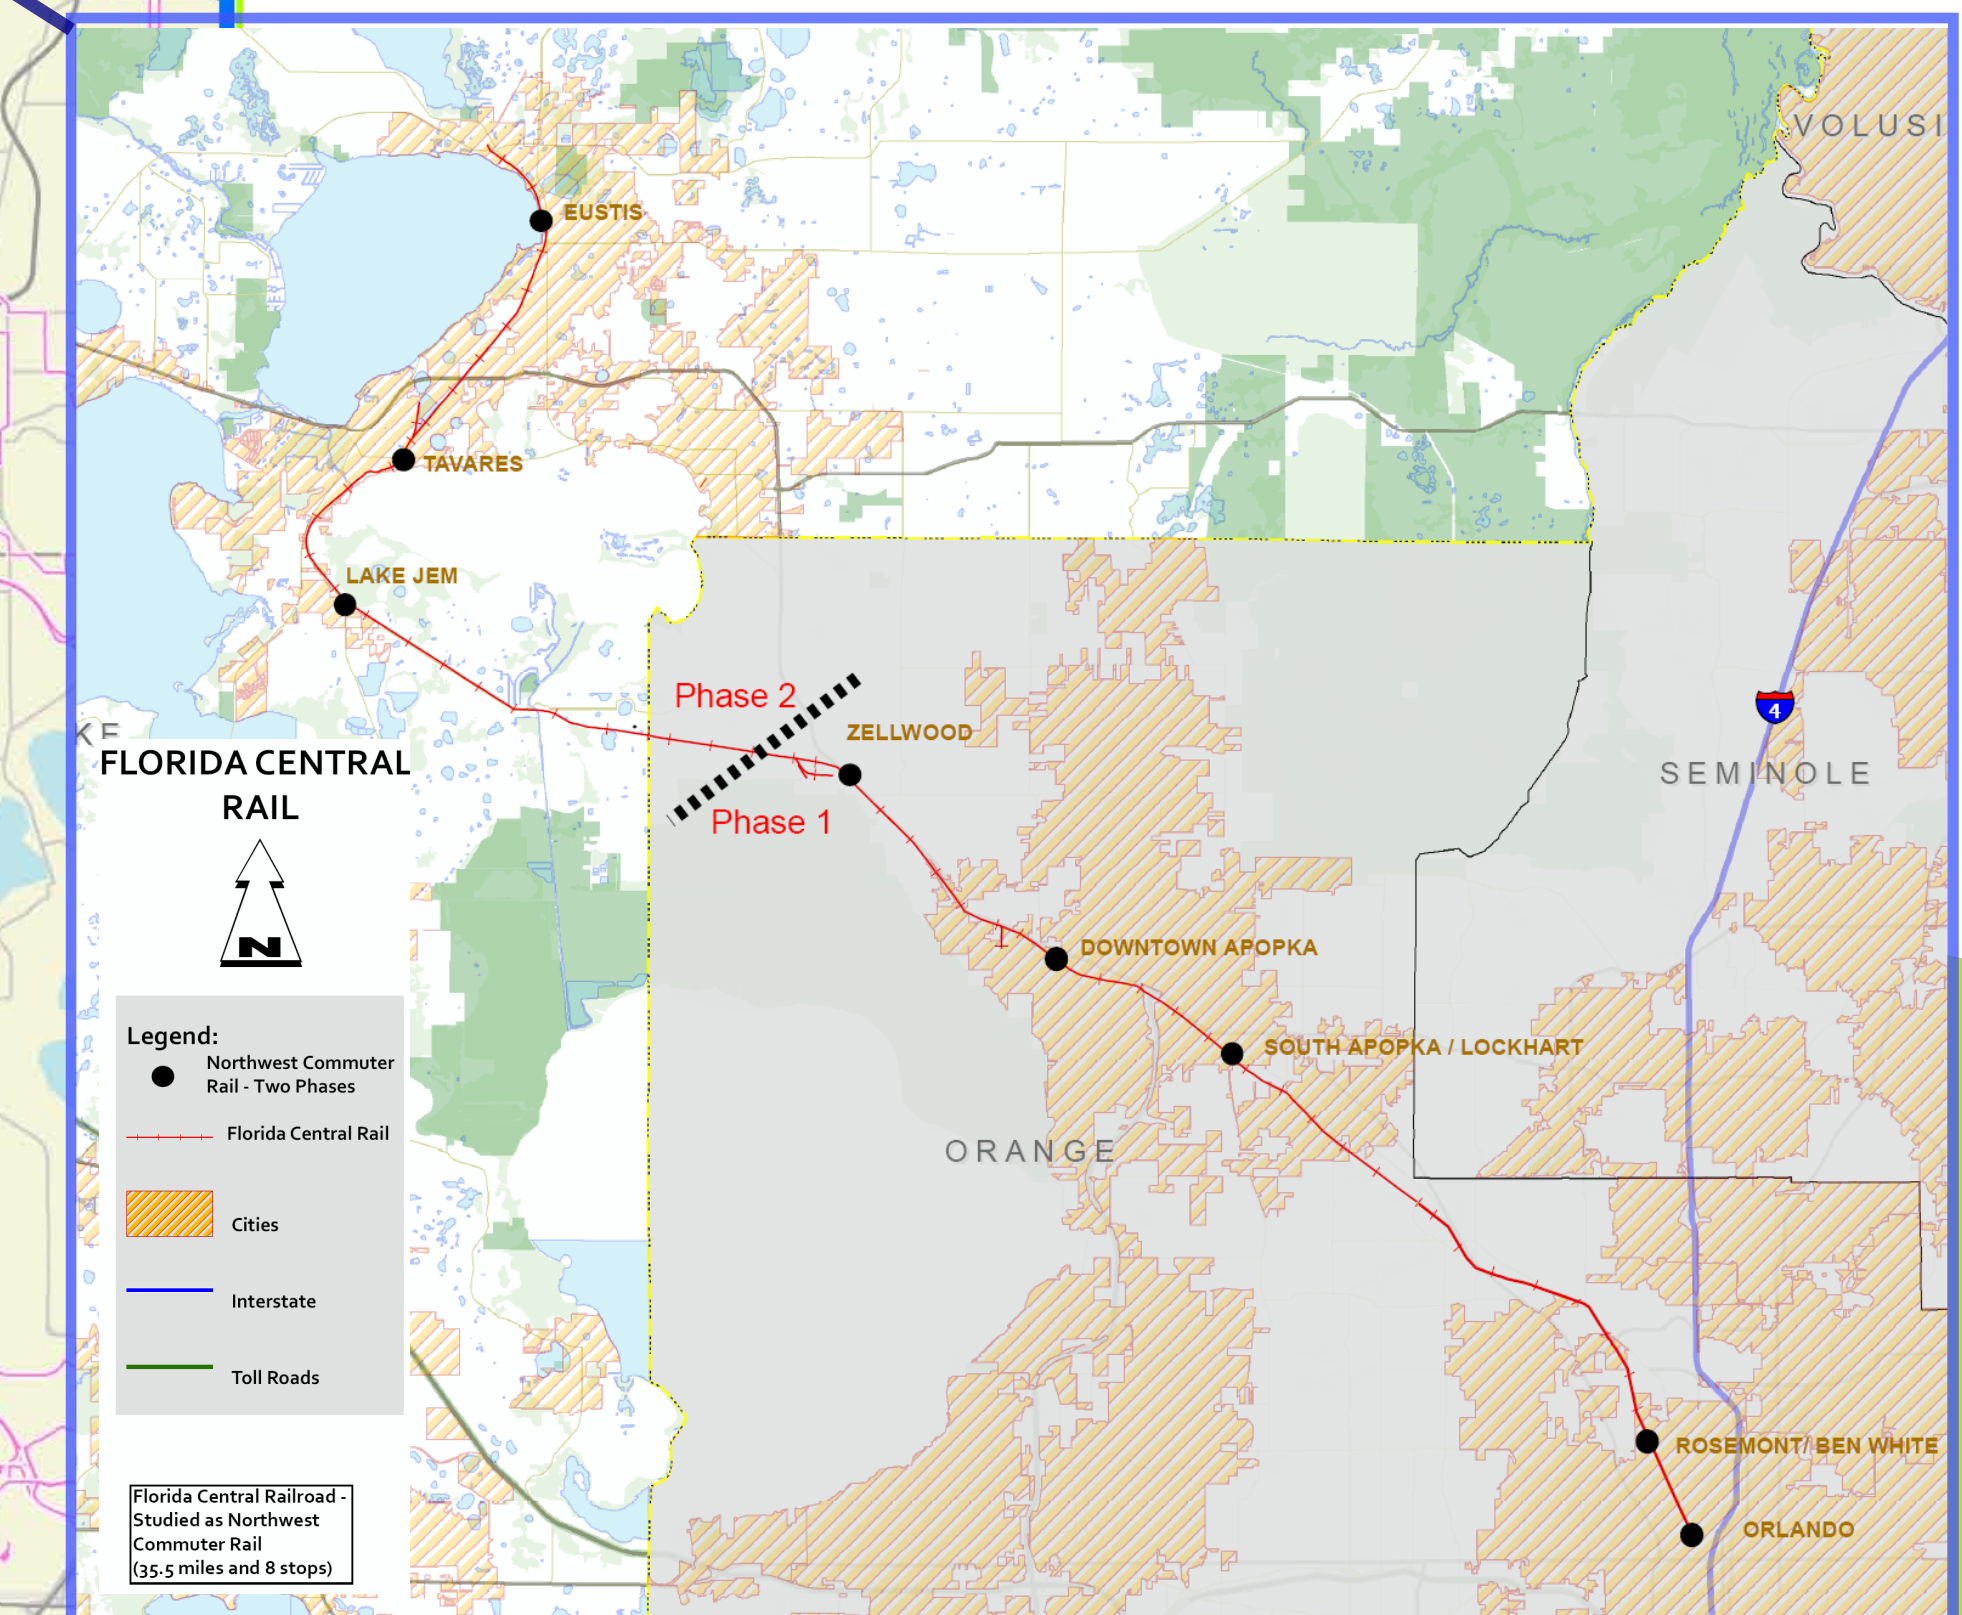 VOLUSI
EUSTIS
TAVARES
LAKE JEM
Phase 2
ZELLWOOD
Phase 1
4
SEMINOLE
KE
FLORIDA CENTRAL
RAIL
N
DOWNTOWN APOPKA
SOUTH APOPKA / LOCKHART
ORANGE
Legend:
Northwest Commuter
Rail - Two Phases
Florida Central Rail
Cities
Interstate
Toll Roads
ROSEMONT/ BEN WHITE
ORLANDO
Florida Central Railroad -
Studied as Northwest
Commuter Rail
(35.5 miles and 8 stops)